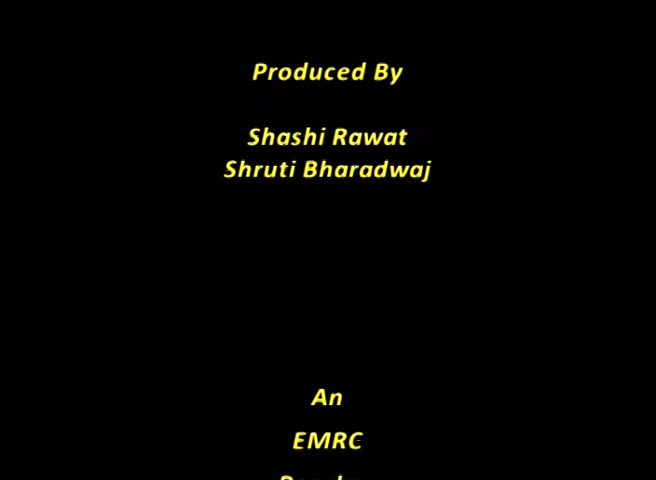 Produced By
Shashi Rawat
Shruti Bharadwaj
An
EMRC